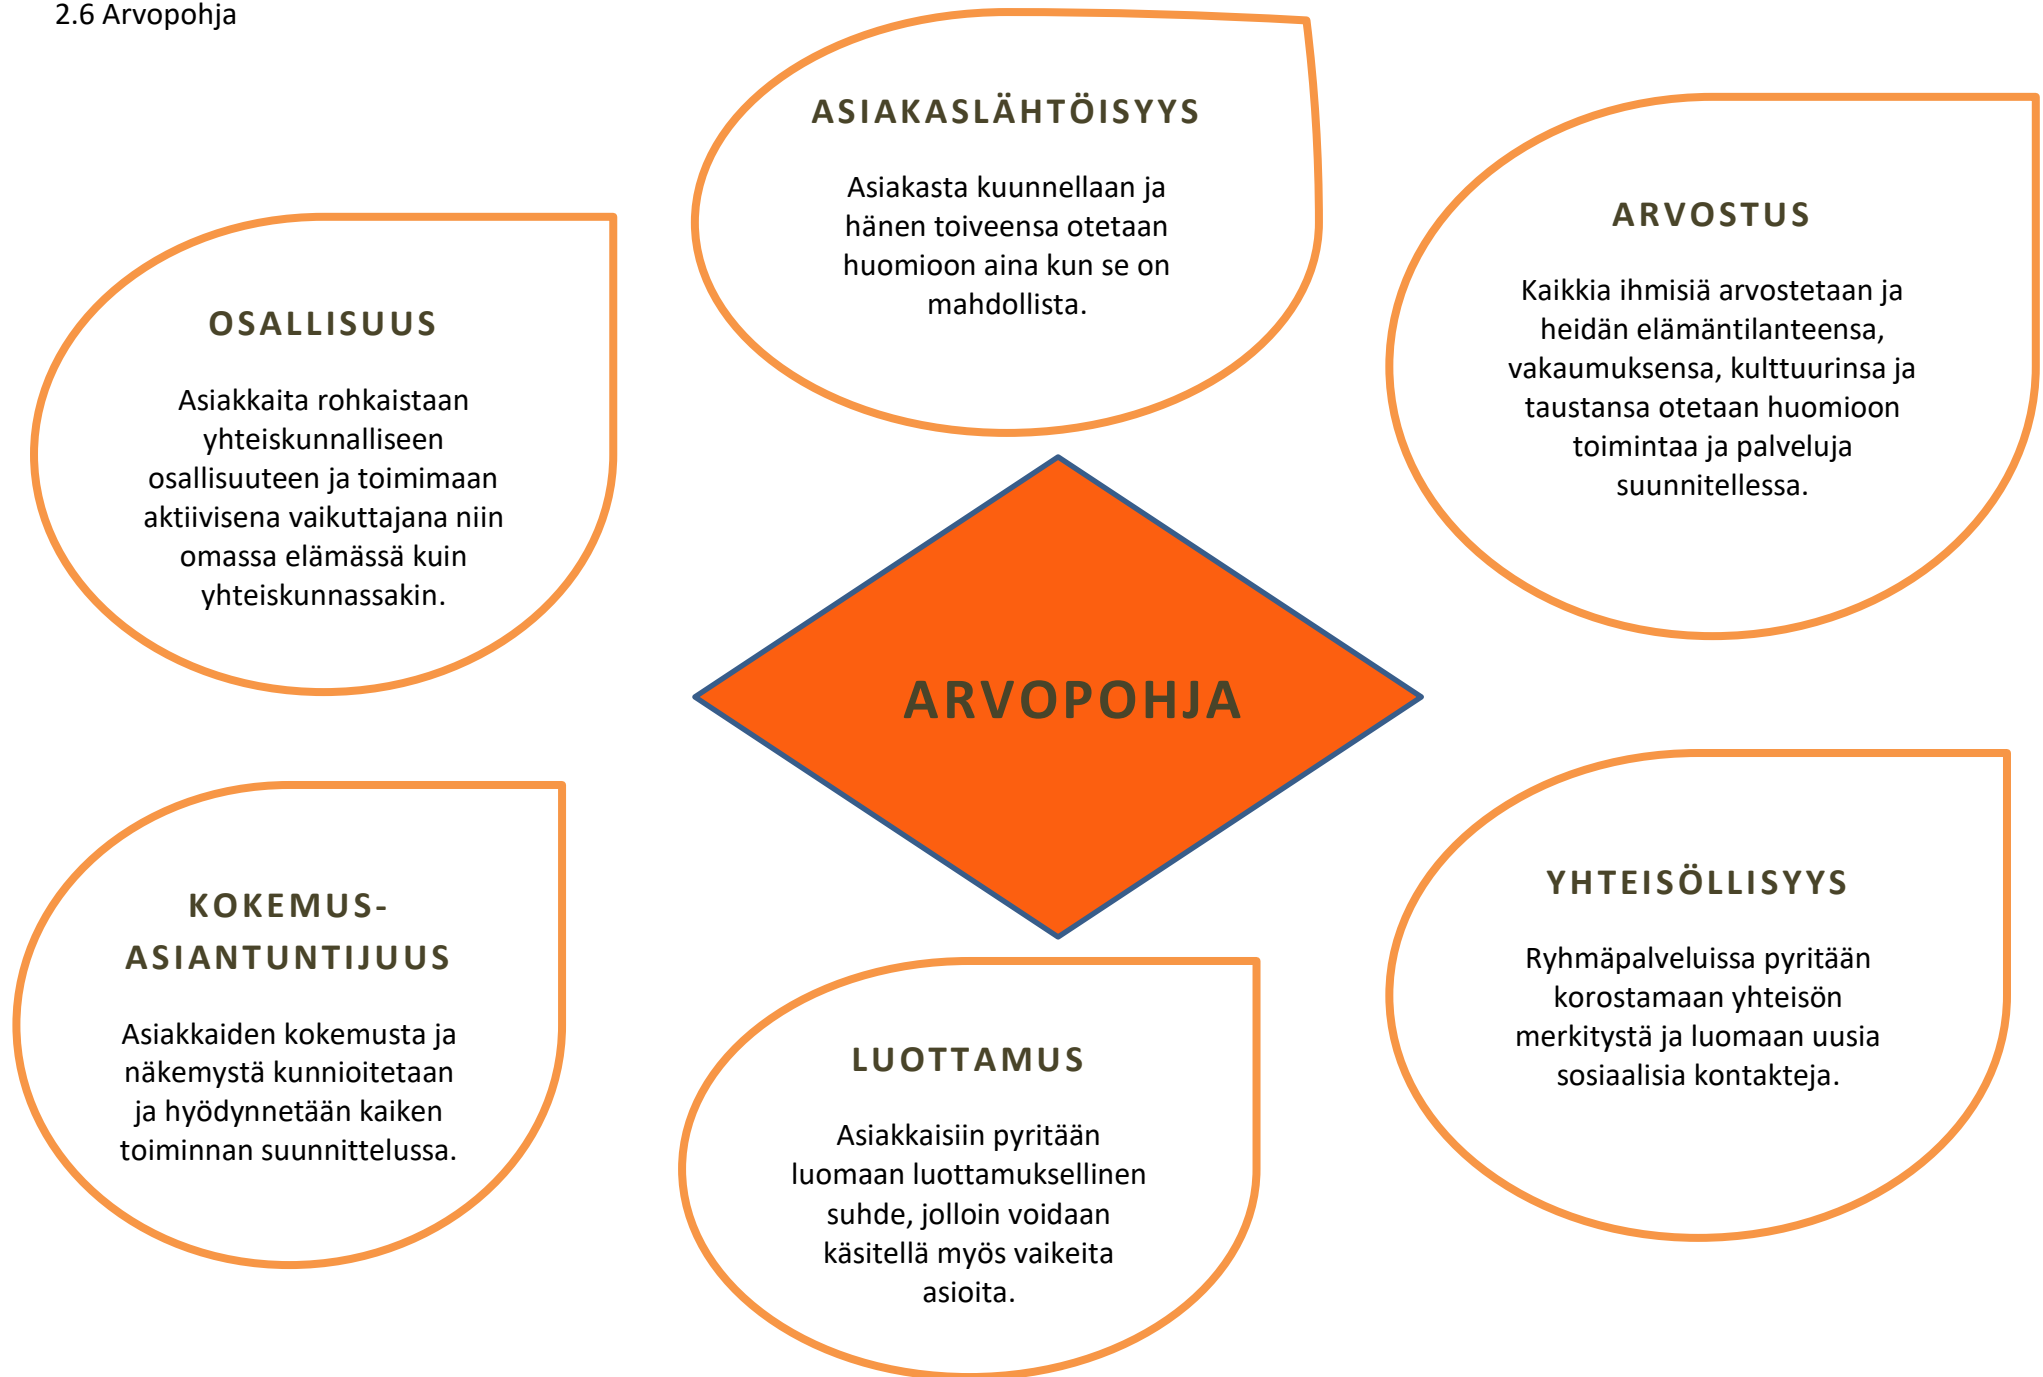 2.6 Arvopohja
ASIAKASLÄHTÖISYYS
Asiakasta kuunnellaan ja
hänen toiveensa otetaan
huomioon aina kun se on
mahdollista.
ARVOSTUS
Kaikkia ihmisiä arvostetaan ja
heidän elämäntilanteensa,
vakaumuksensa, kulttuurinsa ja
taustansa otetaan huomioon
toimintaa ja palveluja
suunnitellessa.
OSALLISUUS
Asiakkaita rohkaistaan
yhteiskunnalliseen
osallisuuteen ja toimimaan
aktiivisena vaikuttajana niin
omassa elämässä kuin
yhteiskunnassakin.
ARVOPOHJA
KOKEMUS-
ASIANTUNTIJUUS
Asiakkaiden kokemusta ja
näkemystä kunnioitetaan
ja hyödynnetään kaiken
toiminnan suunnittelussa.
LUOTTAMUS
Asiakkaisiin pyritään
luomaan luottamuksellinen
suhde, jolloin voidaan
käsitellä myös vaikeita
asioita.
YHTEISÖLLISYYS
Ryhmäpalveluissa pyritään
korostamaan yhteisön
merkitystä ja luomaan uusia
sosiaalisia kontakteja.